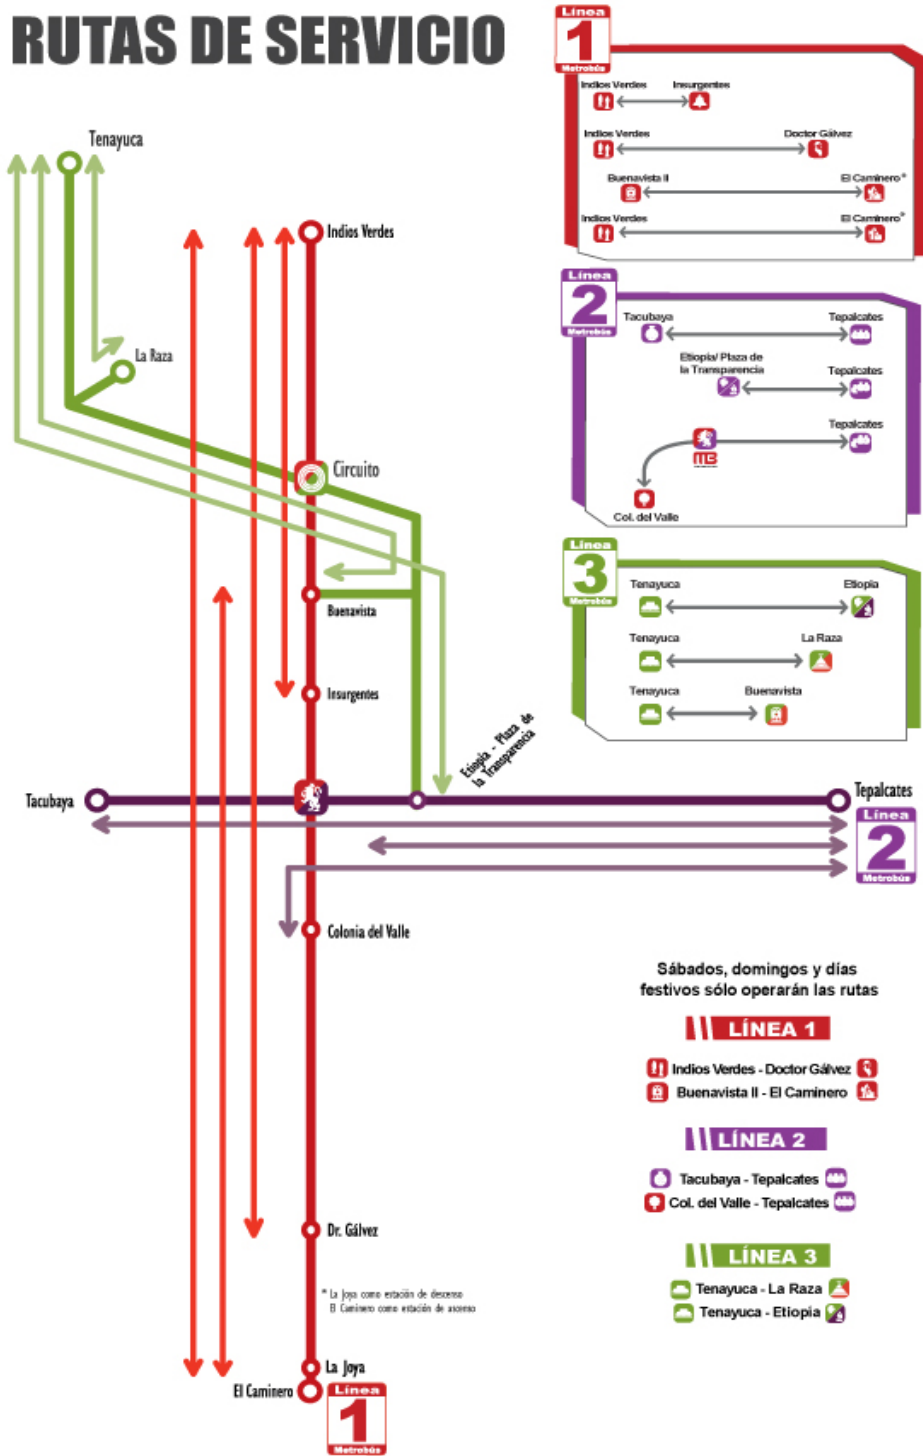 RUTAS DE SERVICIO
Línea
1
Metrobús
Indios Verdes
Insurgentes
Indios Verdes
Doctor Gálvez
Buenavista II
El Caminero*
Indios Verdes
El Caminero*
Línea
2
Metrobús
Tacubaya
Tepalcates
Etiopía/ Plaza de
la Transparencia
Tepalcates
Tepalcates
MB
Col. del Valle
Línea
3
Metrobús
Tenayuca
Etiopia
Tenayuca
La Raza
Tenayuca
Buenavista
Tenayuca
Indios Verdes
La Raza
Circuito
Buenavista
Insurgentes
Etiopía - Plaza de
la Transparencia
Tacubaya
Tepalcates
Línea
2
Metrobús
Colonia del Valle
Dr. Gálvez
* La Joya como estación de descenso
El Caminero como estación de ascenso
La Joya
El Caminero
Línea
1
Metrobús
Sábados, domingos y días
festivos sólo operarán las rutas
LÍNEA 1
Indios Verdes - Doctor Gálvez
Buenavista II - El Caminero
LÍNEA 2
Tacubaya - Tepalcates
Col. del Valle - Tepalcates
LÍNEA 3
Tenayuca - La Raza
Tenayuca - Etiopia